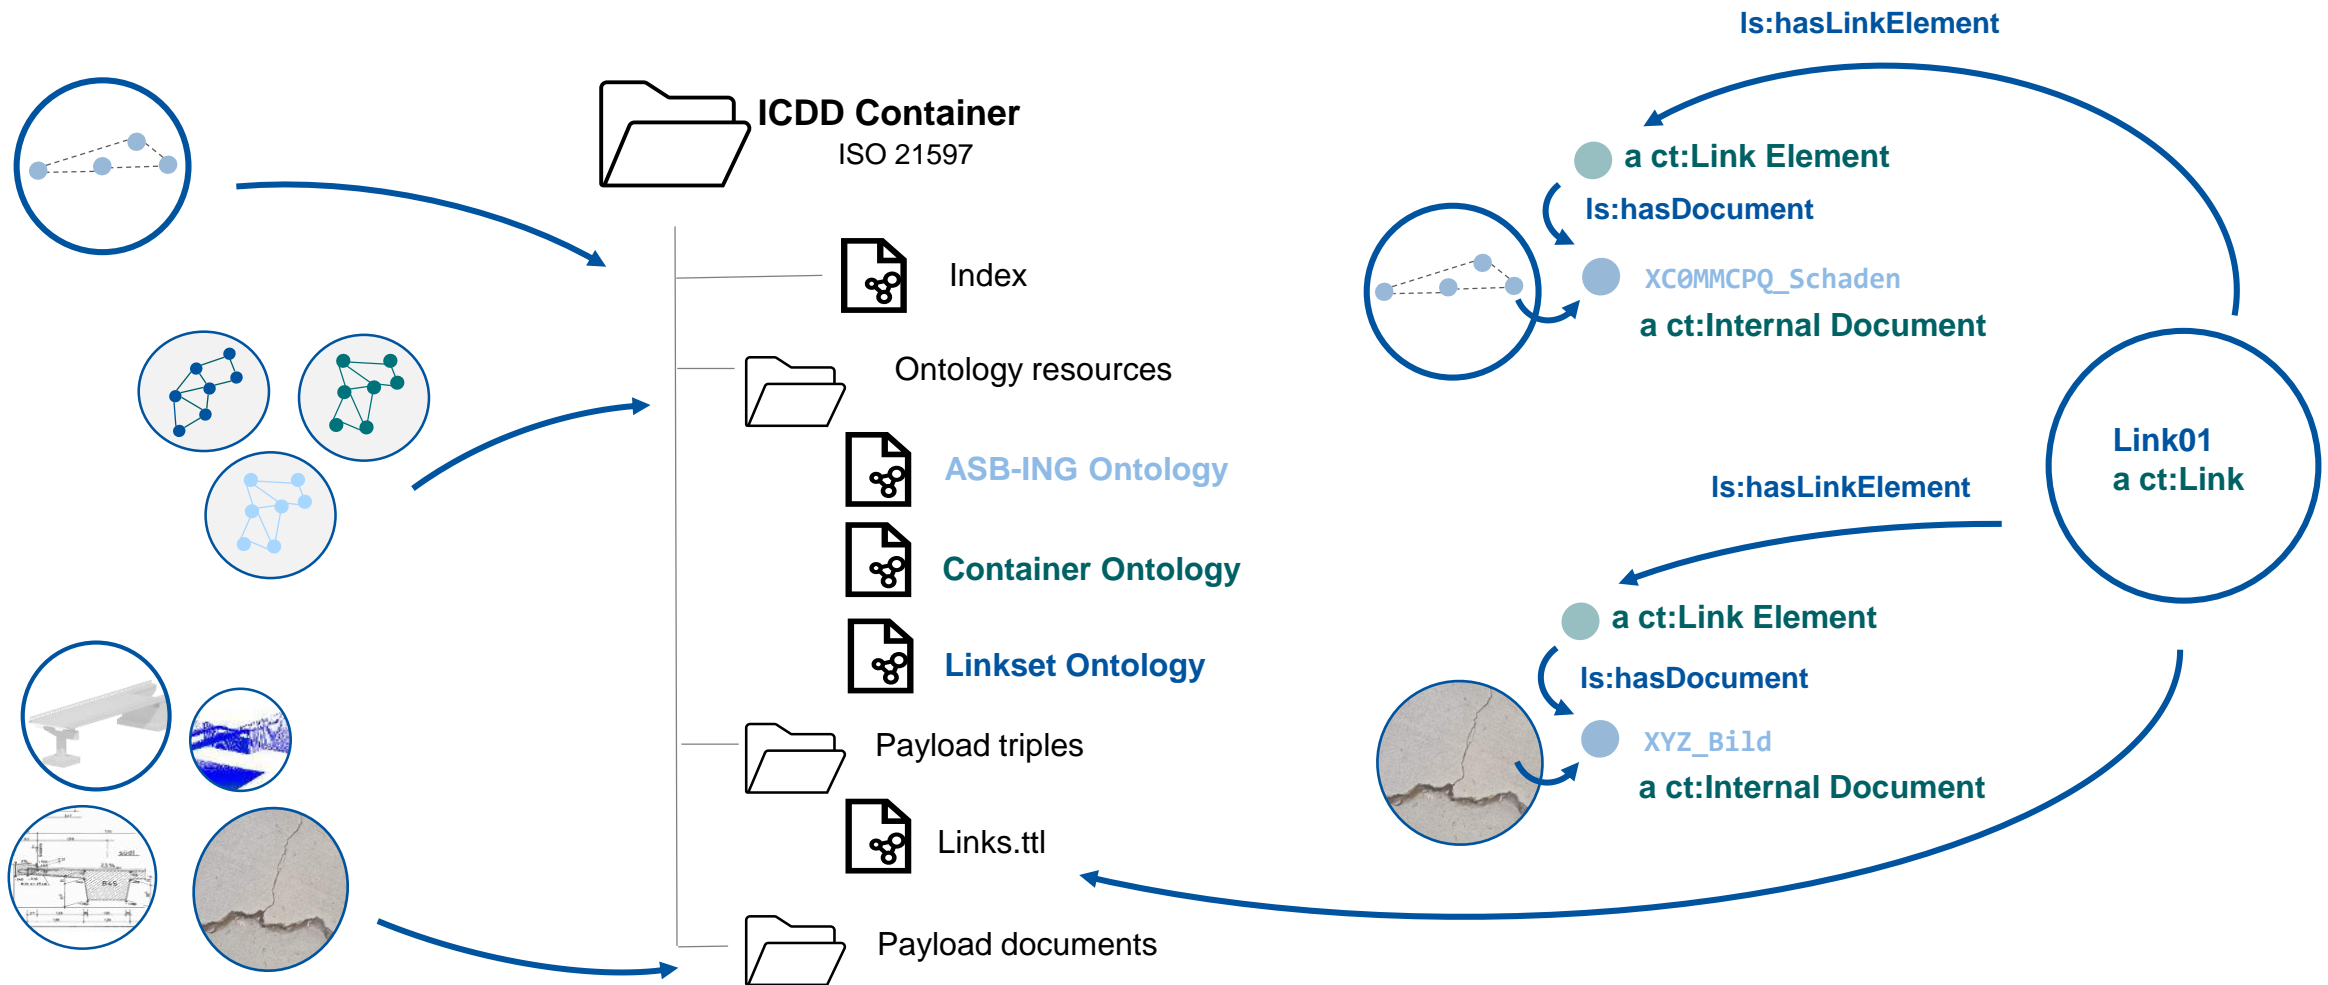 ls:hasLinkElement
ICDD Container
ISO 21597
a ct:Link Element
ls:hasDocument
XC0MMCPQ_Schaden
a ct:Internal Document
Index
Ontology resources
ASB-ING Ontology
Container Ontology
Linkset Ontology
Payload triples
Links.ttl
Payload documents
Link01
a ct:Link
ls:hasLinkElement
a ct:Link Element
ls:hasDocument
XYZ_Bild
a ct:Internal Document
B45